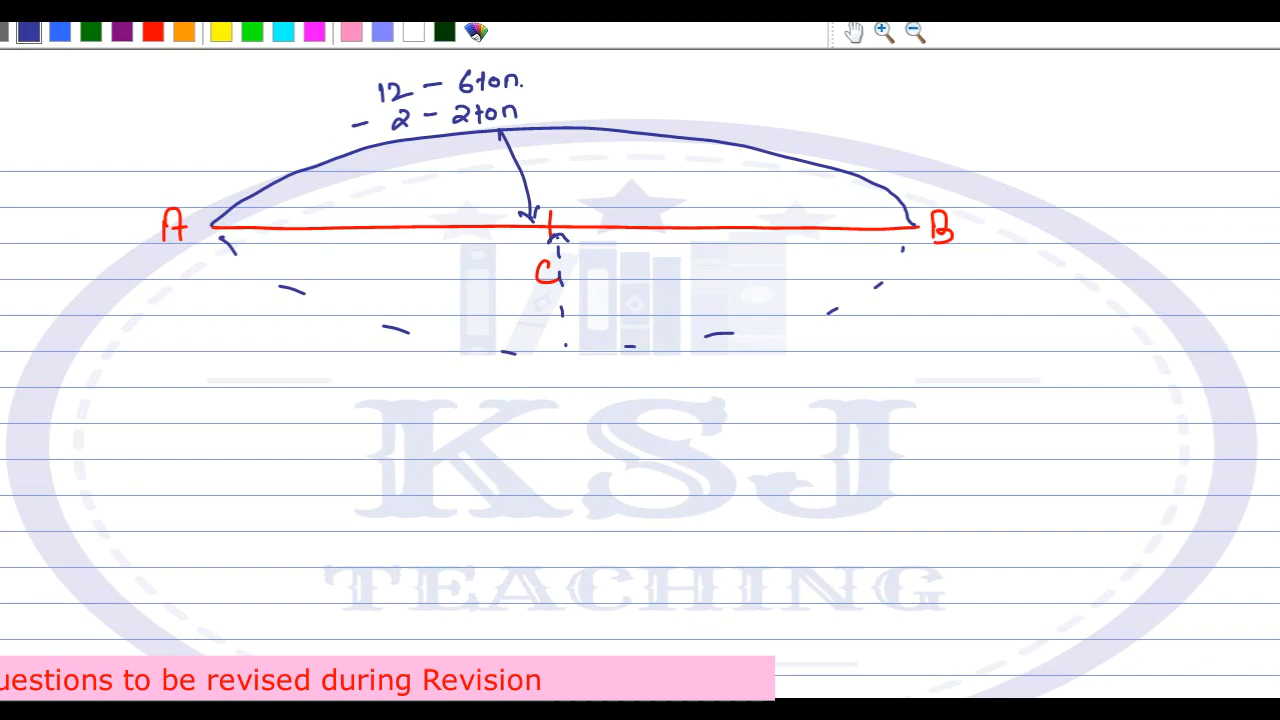 12 - 6ton.
- 2 - 2ton
A
B
C
KSJ
TEACHING
uestions to be revised during Revision